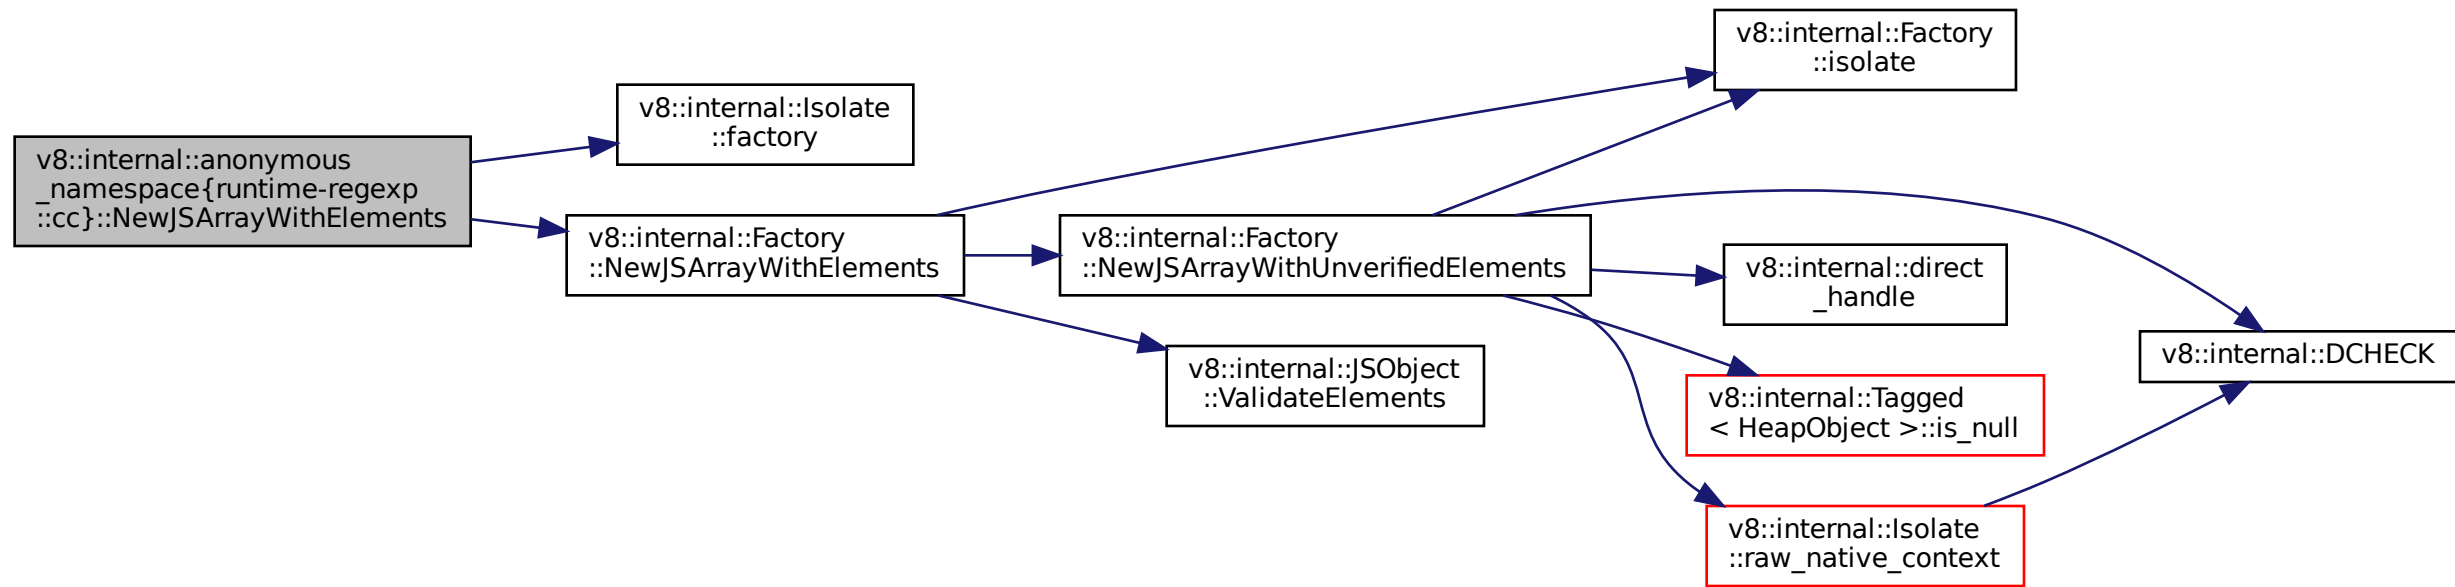 v8::internal::anonymous
_namespace{runtime-regexp
::cc}::NewJSArrayWithElements
v8::internal::Isolate
::factory
v8::internal::Factory
::NewJSArrayWithElements
v8::internal::Factory
::isolate
v8::internal::Factory
::NewJSArrayWithUnverifiedElements
v8::internal::JSObject
::ValidateElements
v8::internal::direct
_handle
v8::internal::Tagged
< HeapObject >::is_null
v8::internal::Isolate
::raw_native_context
v8::internal::DCHECK